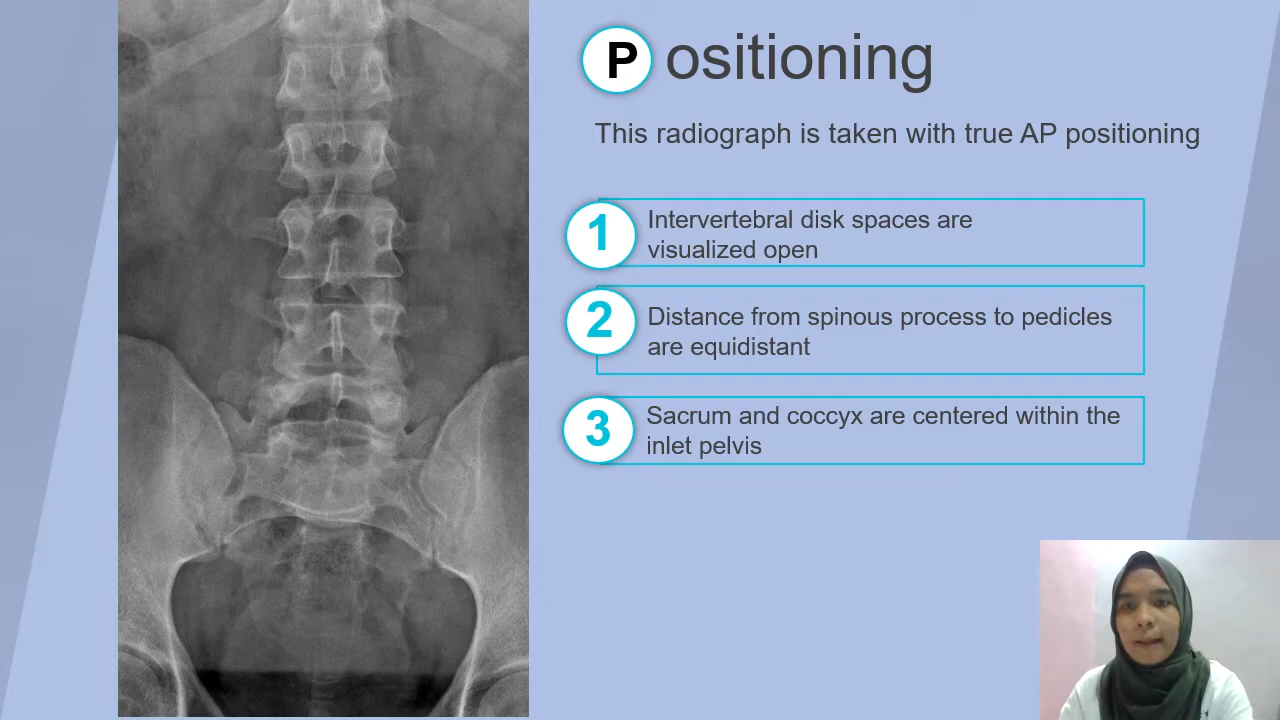 Positioning
This radiograph is taken with true AP positioning
1 Intervertebral disk spaces are
visualized open
2 Distance from spinous process to pedicles
are equidistant
3 Sacrum and coccyx are centered within the
inlet pelvis